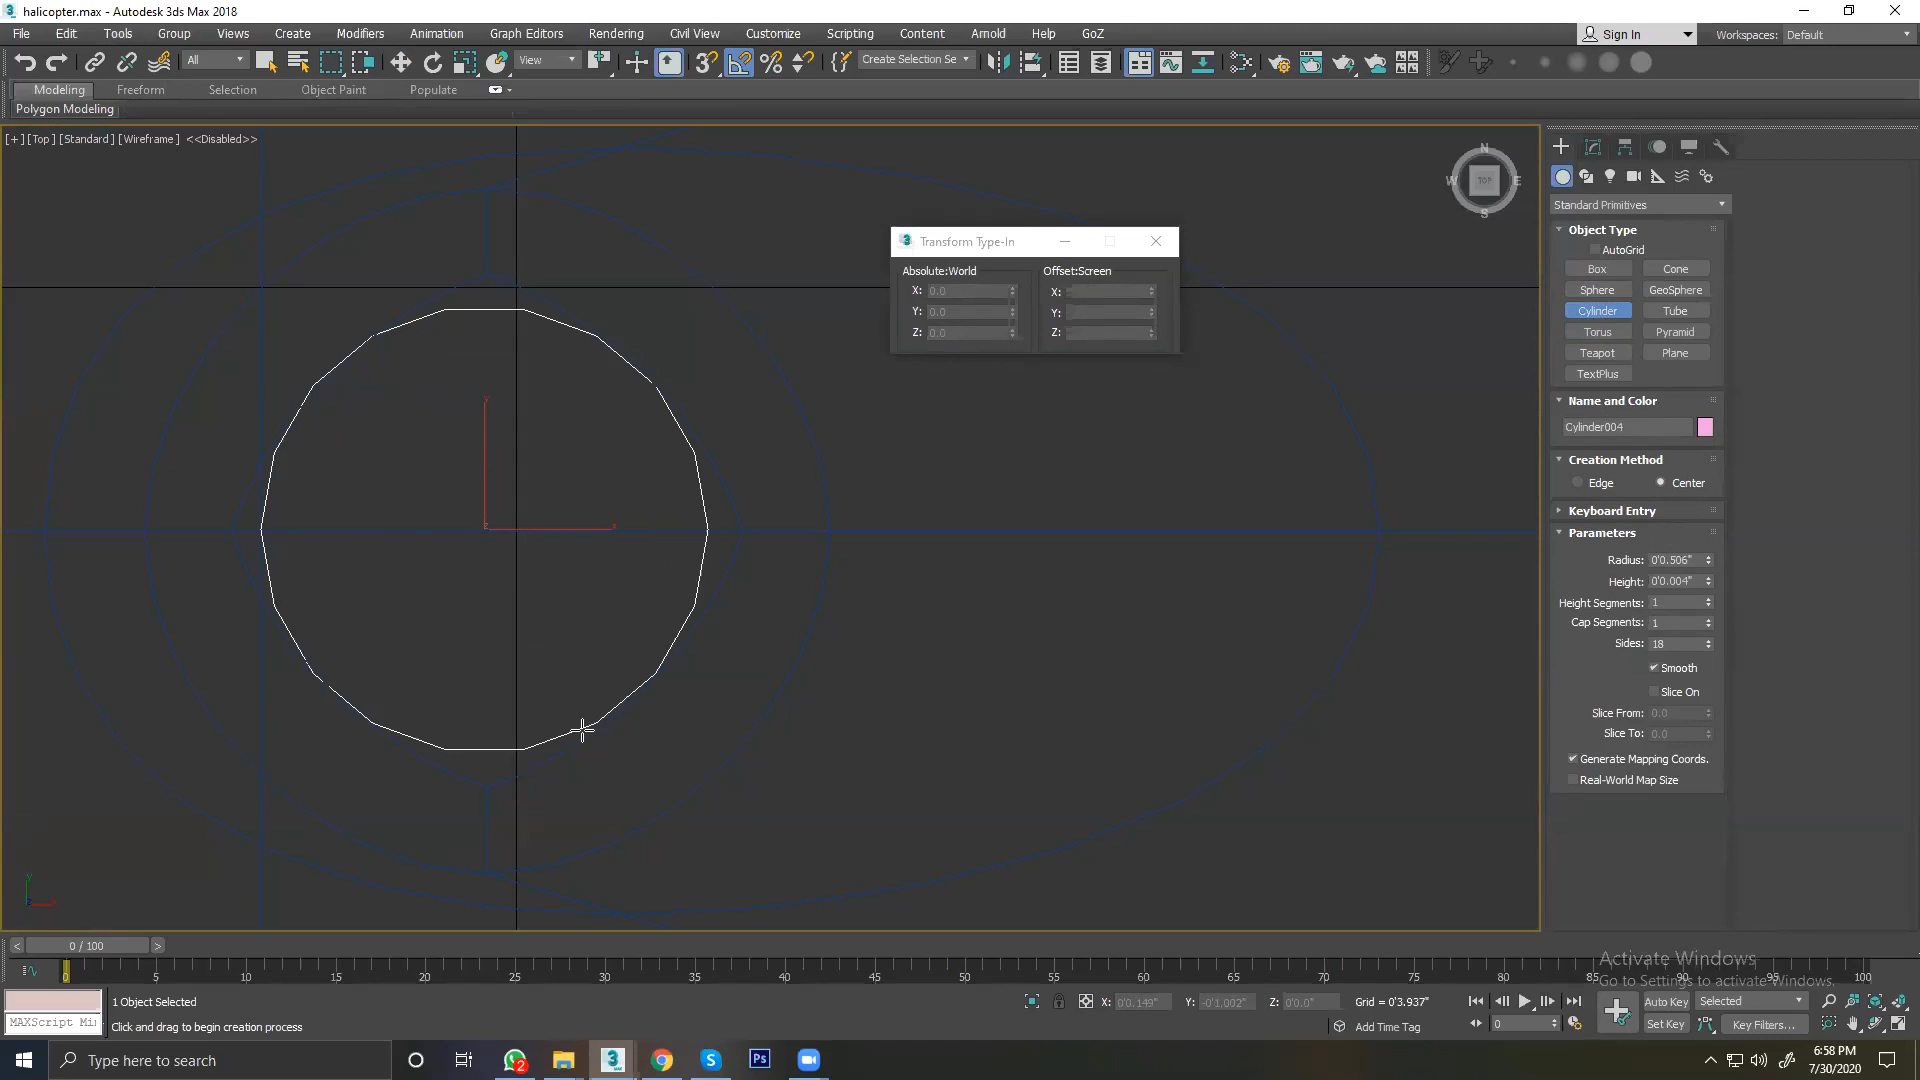 halicopter.max - Autodesk 3ds Max 2018
File Edit Tools Group Views Create Modifiers Animation Graph Editors Rendering Civil View Customize Scripting Content Arnold Help GoZ
Sign In Workspaces: Default
All View Create Selection Se
Modeling Freeform Selection Object Paint Populate
Polygon Modeling
[+] [Top] [Standard] [Wireframe] <<Disabled>>
N
W TOP E
S
Transform Type-In
Absolute:World Offset:Screen
X: 0.0 X:
Y: 0.0 Y:
Z: 0.0 Z:
Standard Primitives
Object Type
AutoGrid
Box Cone
Sphere GeoSphere
Cylinder Tube
Torus Pyramid
Teapot Plane
TextPlus
Name and Color
Cylinder004
Creation Method
Edge Center
Keyboard Entry
Parameters
Radius: 0'0.506"
Height: 0'0.004"
Height Segments: 1
Cap Segments: 1
Sides: 18
Smooth
Slice On
Slice From: 0.0
Slice To: 0.0
Generate Mapping Coords.
Real-World Map Size
0 / 100
0 5 10 15 20 25 30 35 40 45 50 55 60 65 70 75 80 85 90 95 100
Activate Windows
Go to Settings to activate Windows.
1 Object Selected
X: 0'0.149" Y: -0'1.002" Z: 0'0.0" Grid = 0'3.937"
Auto Key Selected
MAXScript Mi
Click and drag to begin creation process
Add Time Tag
0
Set Key Key Filters...
Type here to search
2
Ps
6:58 PM
7/30/2020